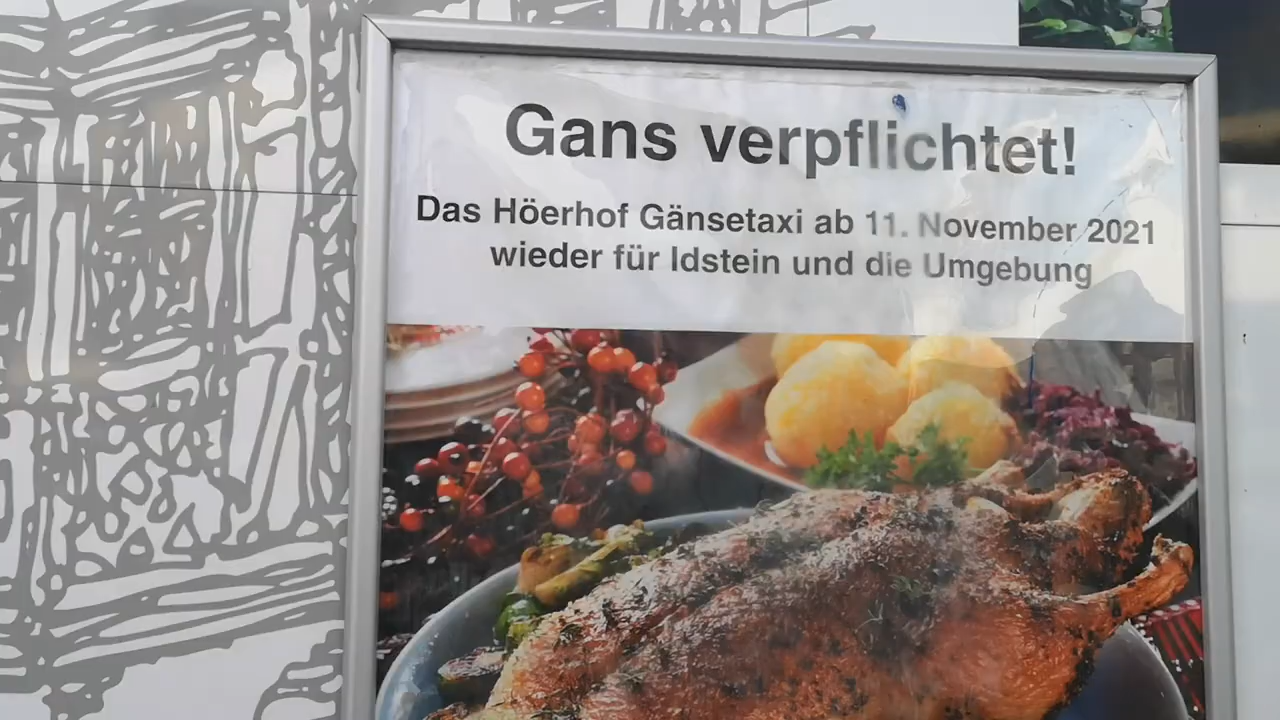 Gans verpflichtet!
Das Höerhof Gänsetaxi ab 11. November 2021
wieder für Idstein und die Umgebung